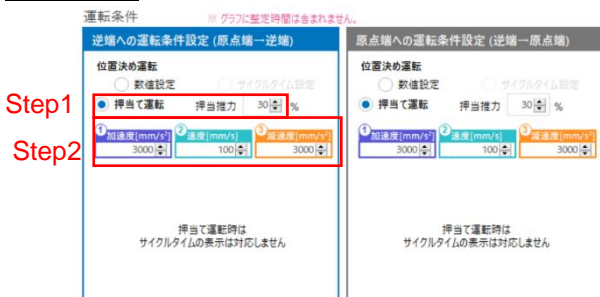 運転条件 ※ グラフに整定時間は含まれません。
逆端への運転条件設定 (原点端→逆端)
位置決め運転
数値設定 サイクルタイム設定
Step1 押当て運転 押当推力 30 %
Step2 ①加速度[mm/s²] ②速度[mm/s] ③減速度[mm/s²]
3000 100 3000
押当て運転時は
サイクルタイムの表示は対応しません
原点端への運転条件設定 (逆端→原点端)
位置決め運転
数値設定 サイクルタイム設定
押当て運転 押当推力 30 %
①加速度[mm/s²] ②速度[mm/s] ③減速度[mm/s²]
3000 100 3000
押当て運転時は
サイクルタイムの表示は対応しません